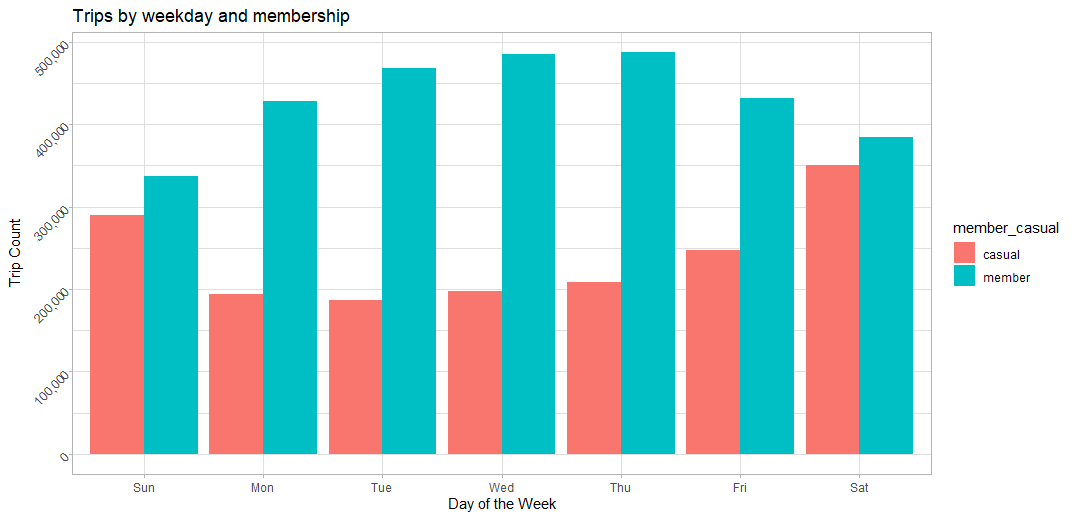 Trips by weekday and membership
500,000
400,000
300,000
200,000
100,000
0
Trip Count
Sun Mon Tue Wed Thu Fri Sat
Day of the Week
member_casual
casual
member